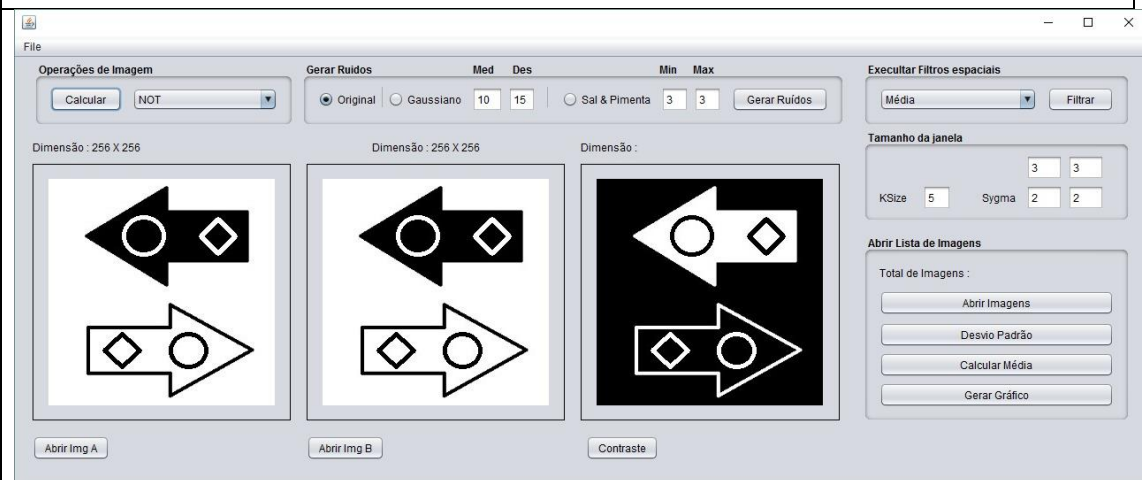 File
Operações de Imagem
Calcular NOT
Gerar Ruidos Med Des Min Max
Original Gaussiano 10 15 Sal & Pimenta 3 3 Gerar Ruídos
Execultar Filtros espaciais
Média Filtrar
Tamanho da janela
3 3
KSize 5 Sygma 2 2
Dimensão : 256 X 256
Dimensão : 256 X 256
Dimensão :
Abrir Lista de Imagens
Total de Imagens :
Abrir Imagens
Desvio Padrão
Calcular Média
Gerar Gráfico
Abrir Img A
Abrir Img B
Contraste